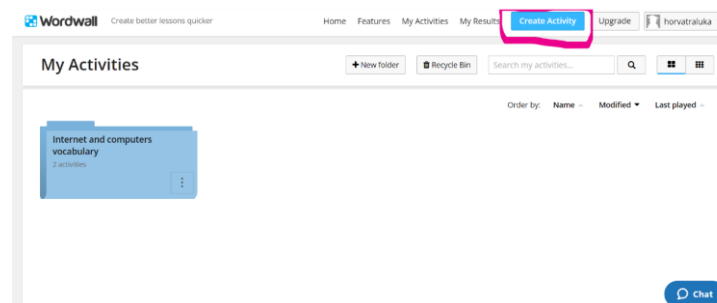 Wordwall Create better lessons quicker Home Features My Activities My Results Create Activity Upgrade horvatraluka
My Activities New folder Recycle Bin Search my activities...
Order by: Name Modified Last played
Internet and computers
vocabulary
2 activities
Chat